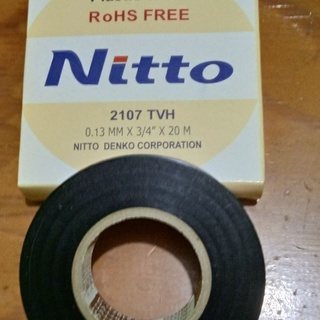 RoHS FREE
Nitto
2107 TVH
0.13 MM X 3/4" X 20 M
NITTO DENKO CORPORATION